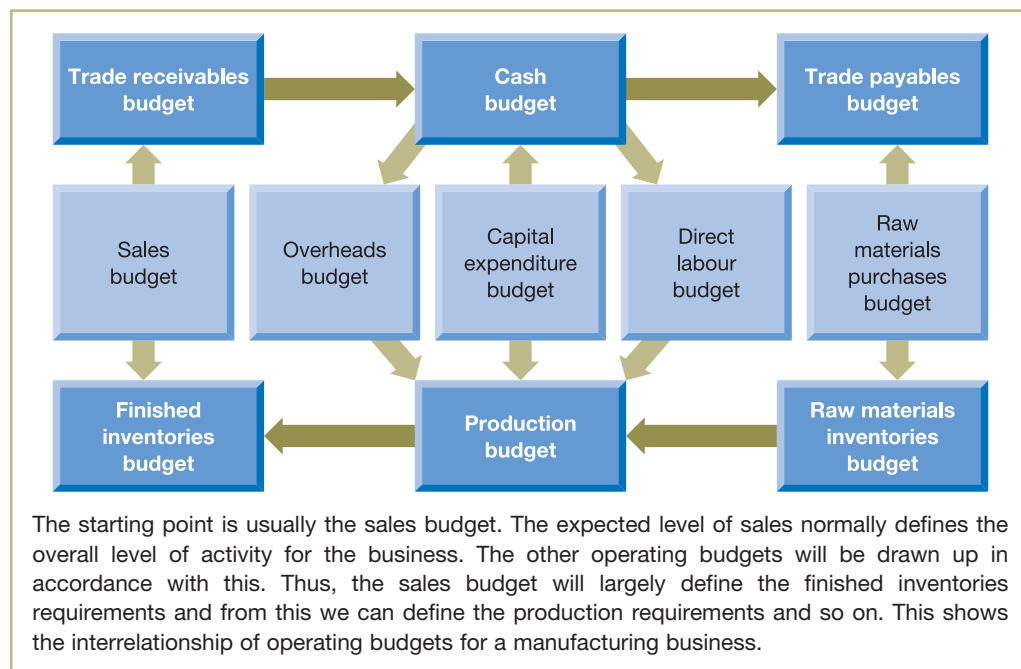 Trade receivables
budget
Cash
budget
Trade payables
budget
Sales
budget
Overheads
budget
Capital
expenditure
budget
Direct
labour
budget
Raw
materials
purchases
budget
Finished
inventories
budget
Production
budget
Raw materials
inventories
budget
The starting point is usually the sales budget. The expected level of sales normally defines the
overall level of activity for the business. The other operating budgets will be drawn up in
accordance with this. Thus, the sales budget will largely define the finished inventories
requirements and from this we can define the production requirements and so on. This shows
the interrelationship of operating budgets for a manufacturing business.